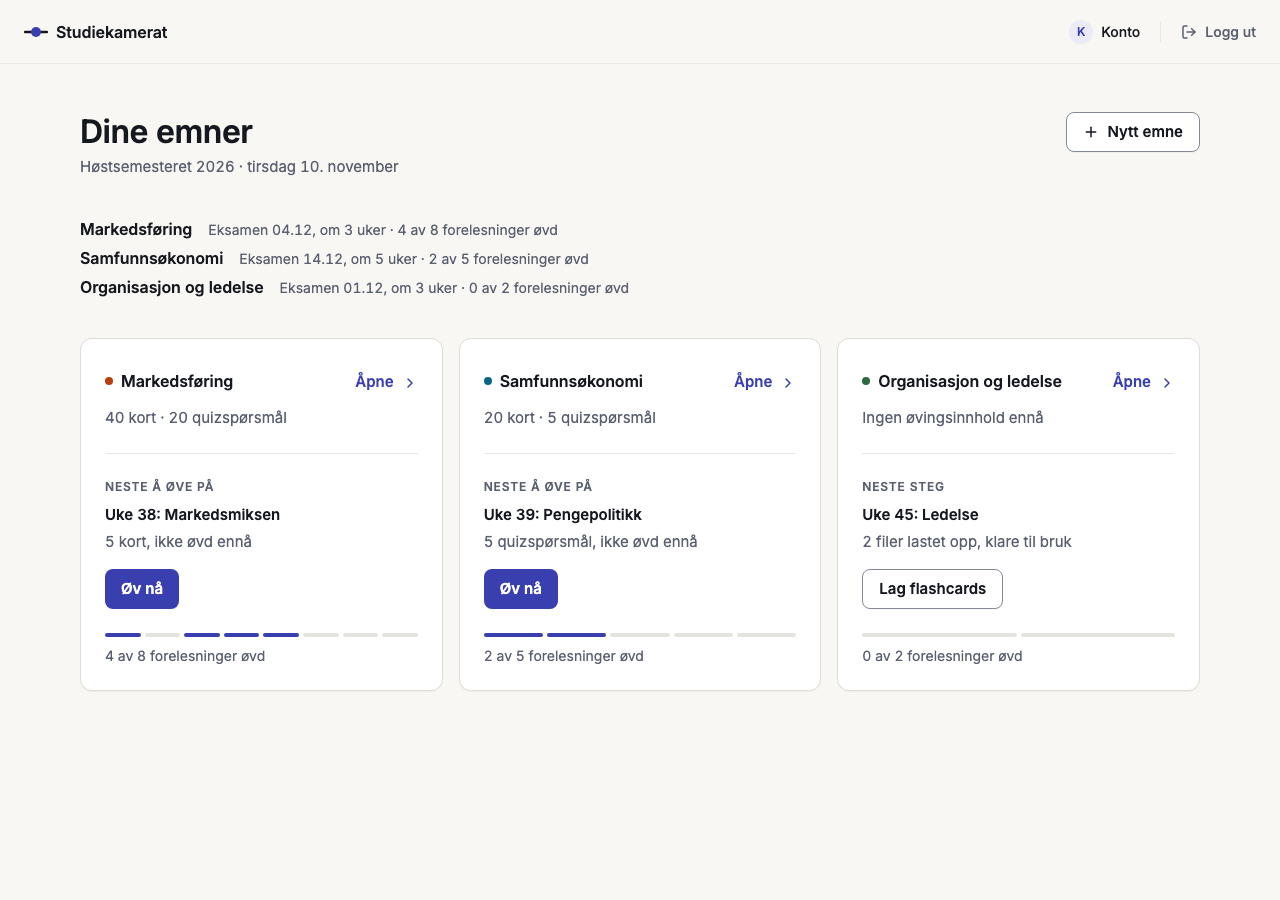 Studiekamerat
K Konto
Logg ut
Dine emner
Nytt emne
Høstsemesteret 2026 · tirsdag 10. november
Markedsføring Eksamen 04.12, om 3 uker · 4 av 8 forelesninger øvd
Samfunnsøkonomi Eksamen 14.12, om 5 uker · 2 av 5 forelesninger øvd
Organisasjon og ledelse Eksamen 01.12, om 3 uker · 0 av 2 forelesninger øvd
Markedsføring Åpne
40 kort · 20 quizspørsmål
NESTE Å ØVE PÅ
Uke 38: Markedsmiksen
5 kort, ikke øvd ennå
Øv nå
4 av 8 forelesninger øvd
Samfunnsøkonomi Åpne
20 kort · 5 quizspørsmål
NESTE Å ØVE PÅ
Uke 39: Pengepolitikk
5 quizspørsmål, ikke øvd ennå
Øv nå
2 av 5 forelesninger øvd
Organisasjon og ledelse Åpne
Ingen øvingsinnhold ennå
NESTE STEG
Uke 45: Ledelse
2 filer lastet opp, klare til bruk
Lag flashcards
0 av 2 forelesninger øvd